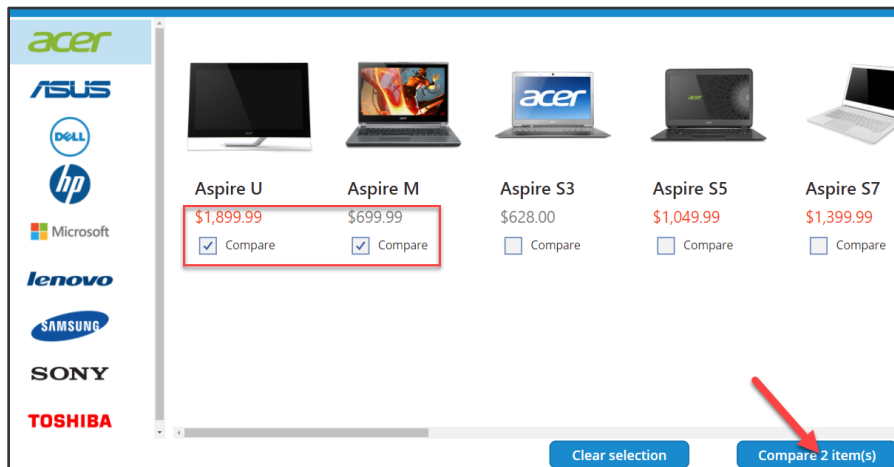 acer
ASUS
DELL
hp
Microsoft
lenovo
SAMSUNG
SONY
TOSHIBA
acer
acer
Aspire U
Aspire M
Aspire S3
Aspire S5
Aspire S7
$1,899.99
$699.99
$628.00
$1,049.99
$1,399.99
Compare
Compare
Compare
Compare
Compare
Clear selection
Compare 2 item(s)